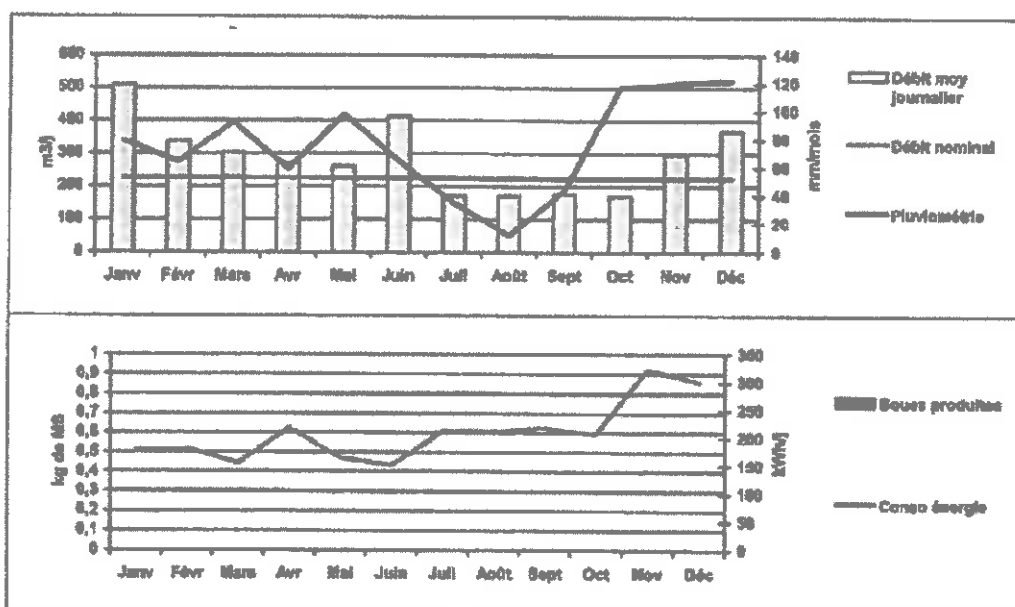 600
500
400
300
200
100
0
m3/j
140
120
100
80
60
40
20
0
mm/mois
Janv Févr Mars Avr Mai Juin Juil Août Sept Oct Nov Déc
Débit moy
journalier
Débit nominal
Pluviométrie
1
0,9
0,8
0,7
0,6
0,5
0,4
0,3
0,2
0,1
0
kg de MS
350
300
250
200
150
100
50
0
kWh/j
Janv Févr Mars Avr Mai Juin Juil Août Sept Oct Nov Déc
Boues produites
Conso énergie